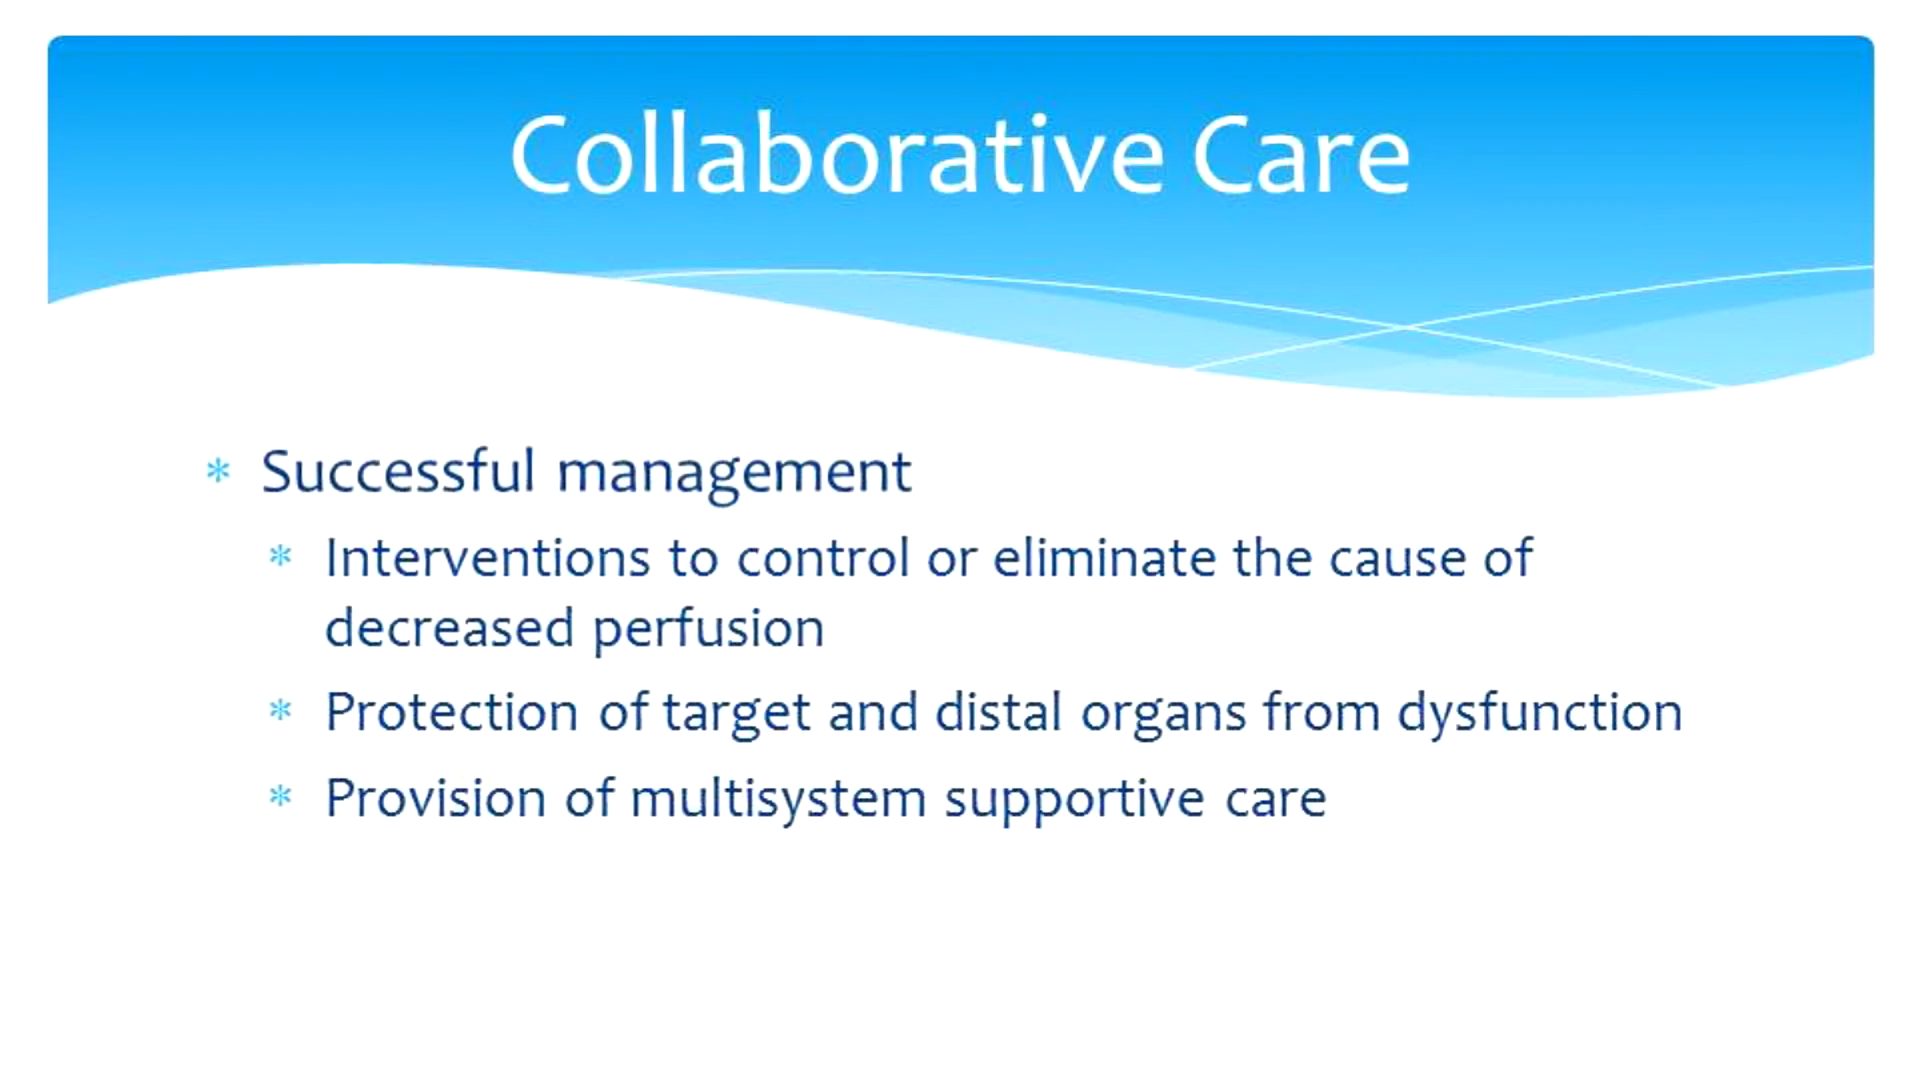 Collaborative Care
* Successful management
* Interventions to control or eliminate the cause of
decreased perfusion
* Protection of target and distal organs from dysfunction
* Provision of multisystem supportive care